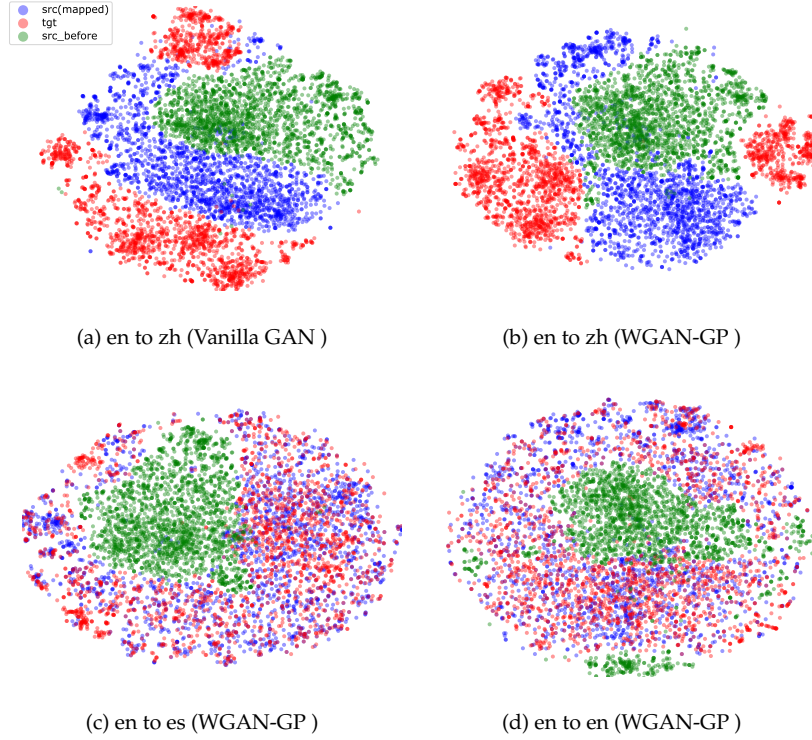 src(mapped)
tgt
src_before
(a) en to zh (Vanilla GAN )
(b) en to zh (WGAN-GP )
(c) en to es (WGAN-GP )
(d) en to en (WGAN-GP )